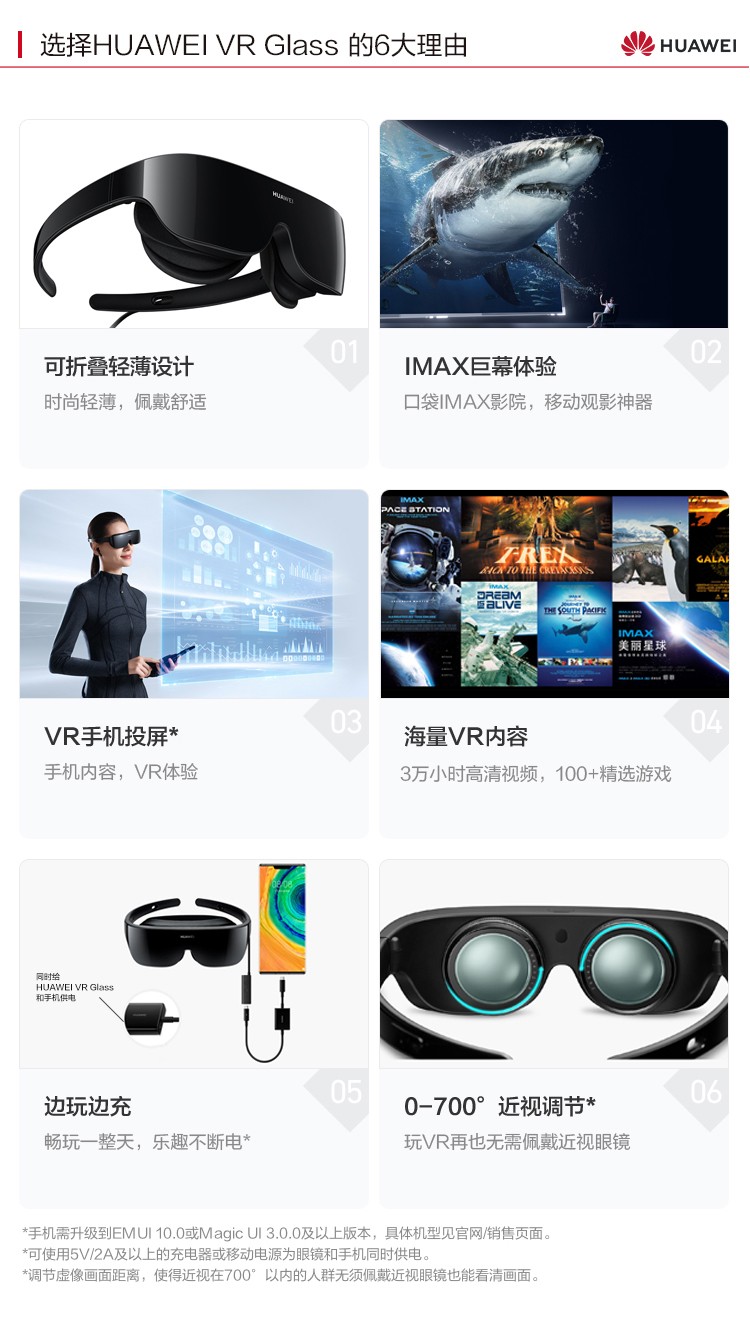 选择HUAWEI VR Glass 的6大理由
HUAWEI
HUAWEI
01
可折叠轻薄设计
时尚轻薄，佩戴舒适
02
IMAX巨幕体验
口袋IMAX影院，移动观影神器
03
VR手机投屏*
手机内容，VR体验
IMAX
PACE STATION
T-REX
BACK TO THE CRETACEOUS
GALA
IMAX
DREAM
IS ALIVE
JOURNEY TO
THE SOUTH PACIFIC
IMAX
美丽星球
04
海量VR内容
3万小时高清视频，100+精选游戏
08:08
HUAWEI
同时给
HUAWEI VR Glass
和手机供电
05
边玩边充
畅玩一整天，乐趣不断电*
06
0-700°近视调节*
玩VR再也无需佩戴近视眼镜
*手机需升级到EMUI 10.0或Magic UI 3.0.0及以上版本，具体机型见官网/销售页面。
*可使用5V/2A及以上的充电器或移动电源为眼镜和手机同时供电。
*调节虚像画面距离，使得近视在700°以内的人群无须佩戴近视眼镜也能看清画面。